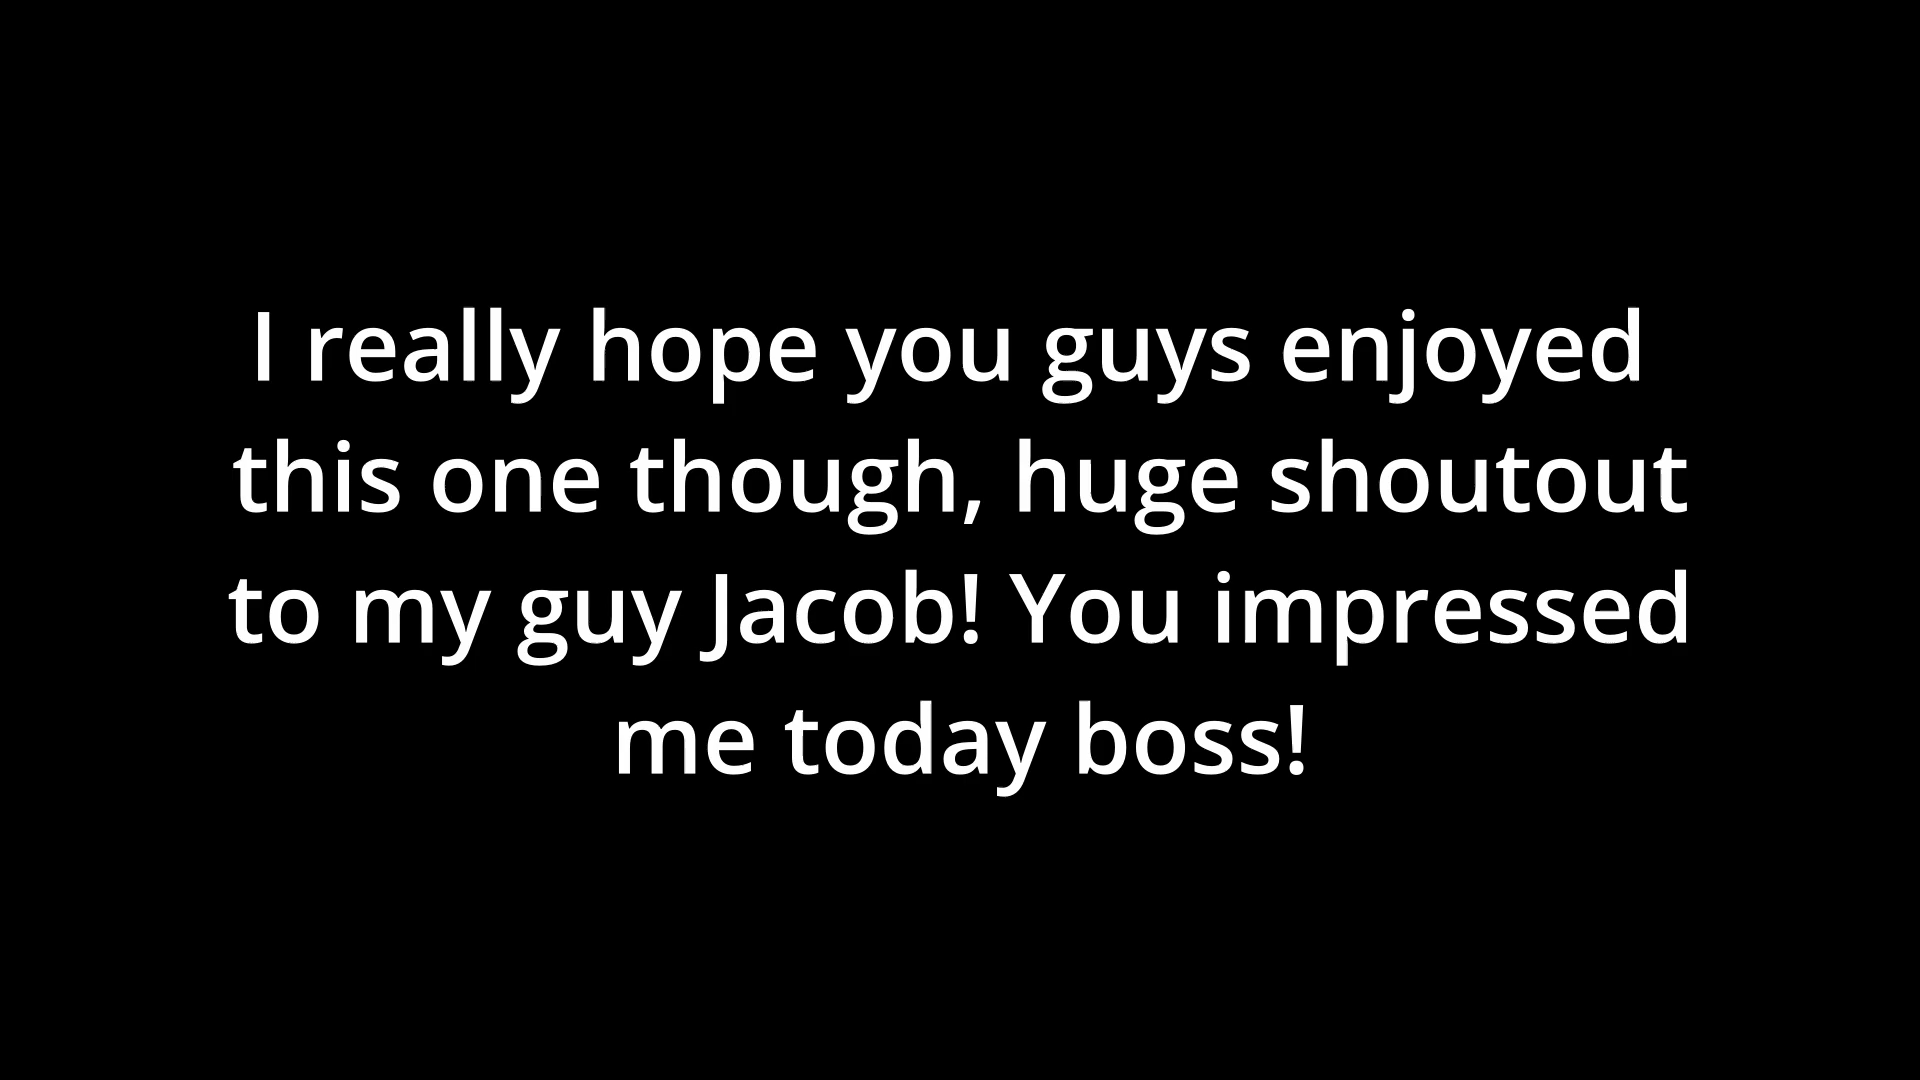 I really hope you guys enjoyed
this one though, huge shoutout
to my guy Jacob! You impressed
me today boss!